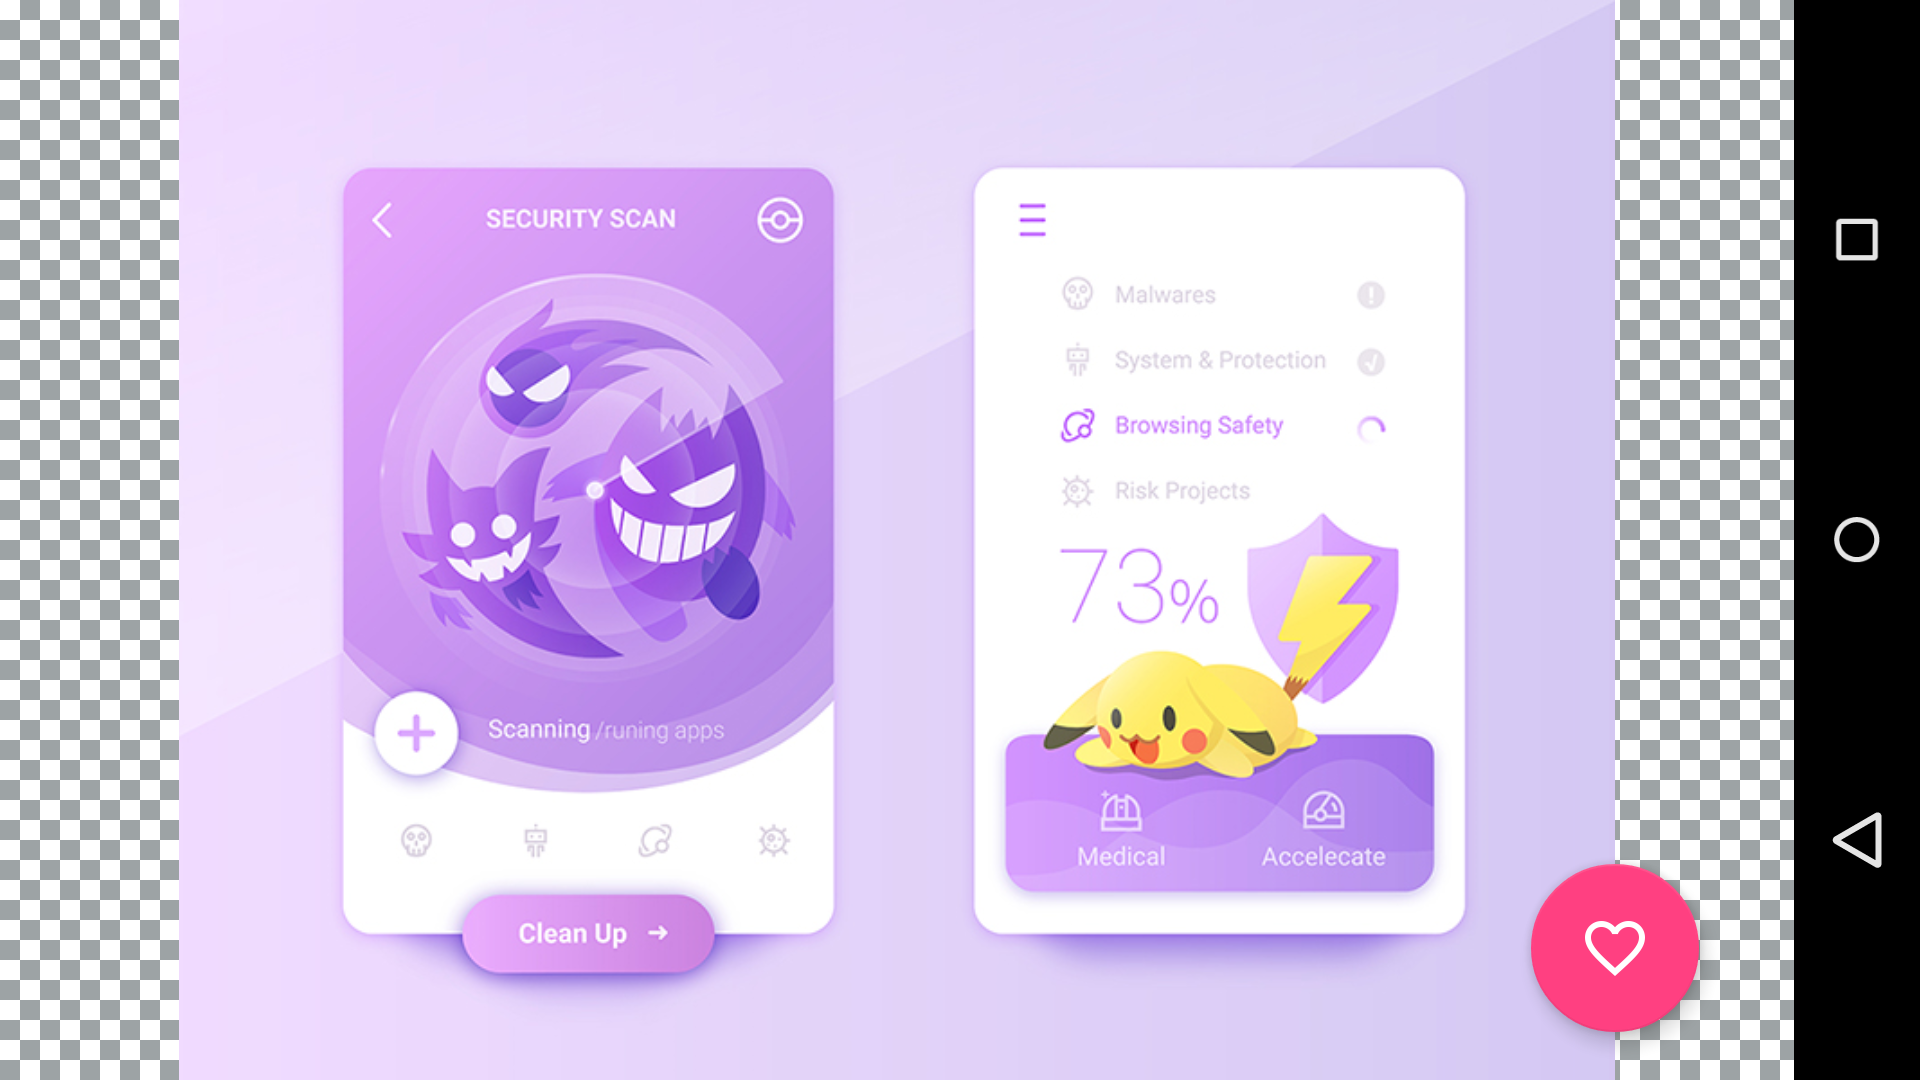 SECURITY SCAN
Scanning /runing apps
Clean Up
Malwares
System & Protection
Browsing Safety
Risk Projects
73%
Medical
Accelecate